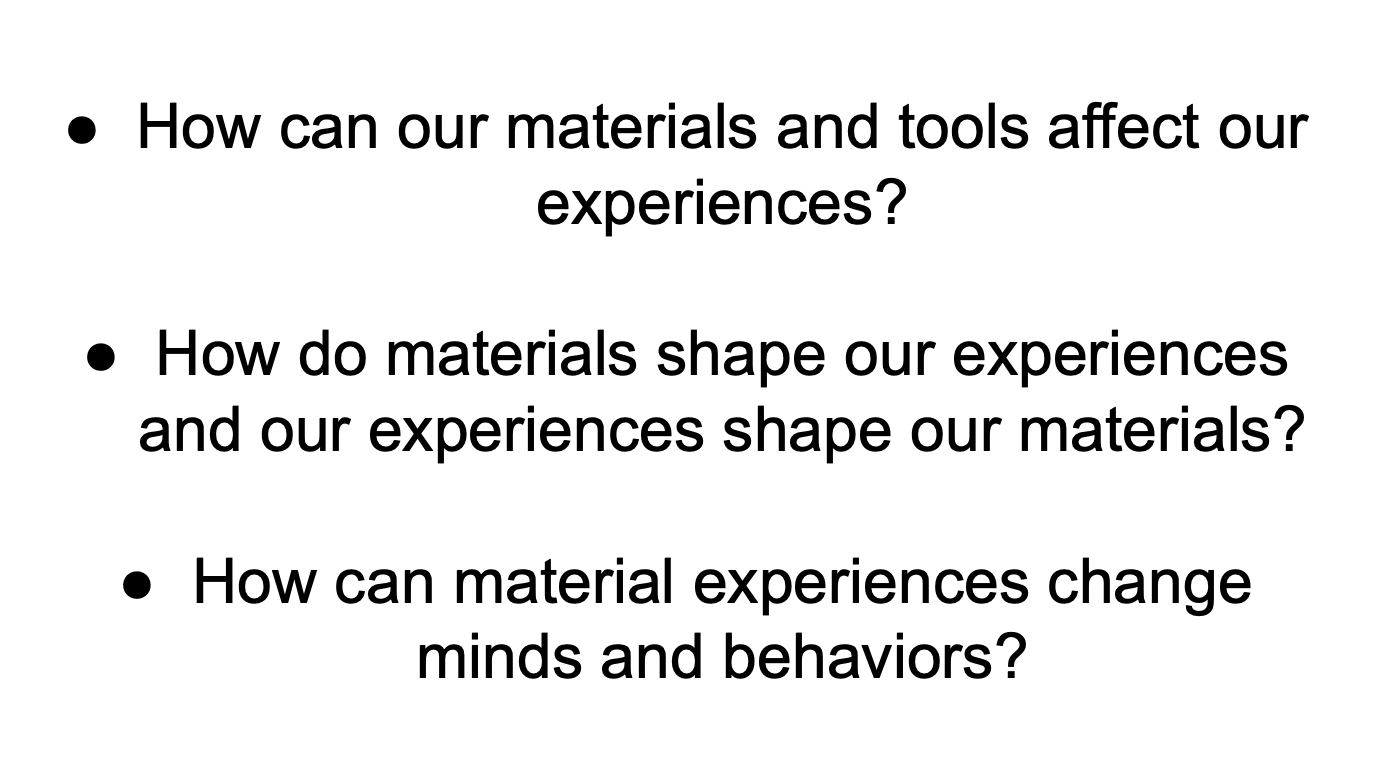 ● How can our materials and tools affect our
experiences?
● How do materials shape our experiences
and our experiences shape our materials?
● How can material experiences change
minds and behaviors?